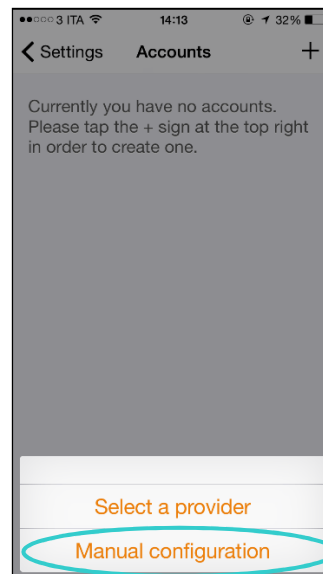 3 ITA 14:13 32%
Settings Accounts +
Currently you have no accounts.
Please tap the + sign at the top right
in order to create one.
Select a provider
Manual configuration